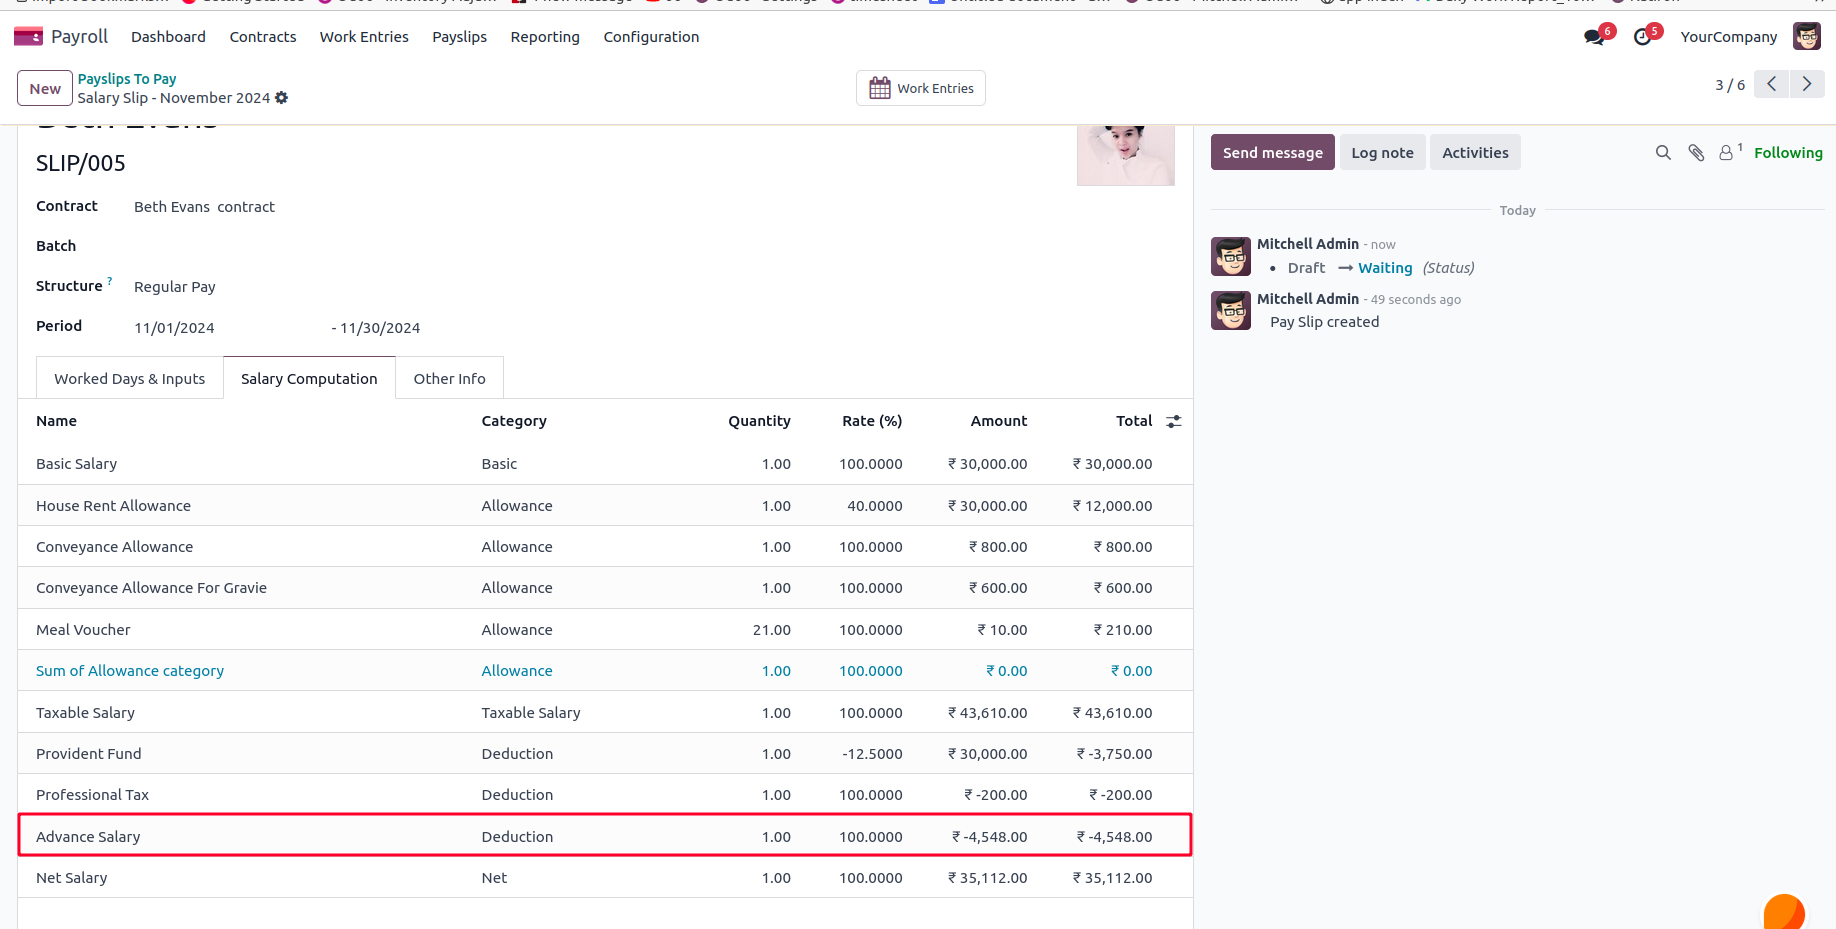 Payroll Dashboard Contracts Work Entries Payslips Reporting Configuration 6 5 YourCompany
New
Payslips To Pay
Salary Slip - November 2024
Work Entries
3 / 6
Beth Evans
SLIP/005
Contract Beth Evans contract
Batch
Structure ? Regular Pay
Period 11/01/2024 - 11/30/2024
Worked Days & Inputs Salary Computation Other Info
Name Category Quantity Rate (%) Amount Total
Basic Salary Basic 1.00 100.0000 ₹ 30,000.00 ₹ 30,000.00
House Rent Allowance Allowance 1.00 40.0000 ₹ 30,000.00 ₹ 12,000.00
Conveyance Allowance Allowance 1.00 100.0000 ₹ 800.00 ₹ 800.00
Conveyance Allowance For Gravie Allowance 1.00 100.0000 ₹ 600.00 ₹ 600.00
Meal Voucher Allowance 21.00 100.0000 ₹ 10.00 ₹ 210.00
Sum of Allowance category Allowance 1.00 100.0000 ₹ 0.00 ₹ 0.00
Taxable Salary Taxable Salary 1.00 100.0000 ₹ 43,610.00 ₹ 43,610.00
Provident Fund Deduction 1.00 -12.5000 ₹ 30,000.00 ₹ -3,750.00
Professional Tax Deduction 1.00 100.0000 ₹ -200.00 ₹ -200.00
Advance Salary Deduction 1.00 100.0000 ₹ -4,548.00 ₹ -4,548.00
Net Salary Net 1.00 100.0000 ₹ 35,112.00 ₹ 35,112.00
Send message Log note Activities 1 Following
Today
Mitchell Admin - now
• Draft → Waiting (Status)
Mitchell Admin - 49 seconds ago
Pay Slip created